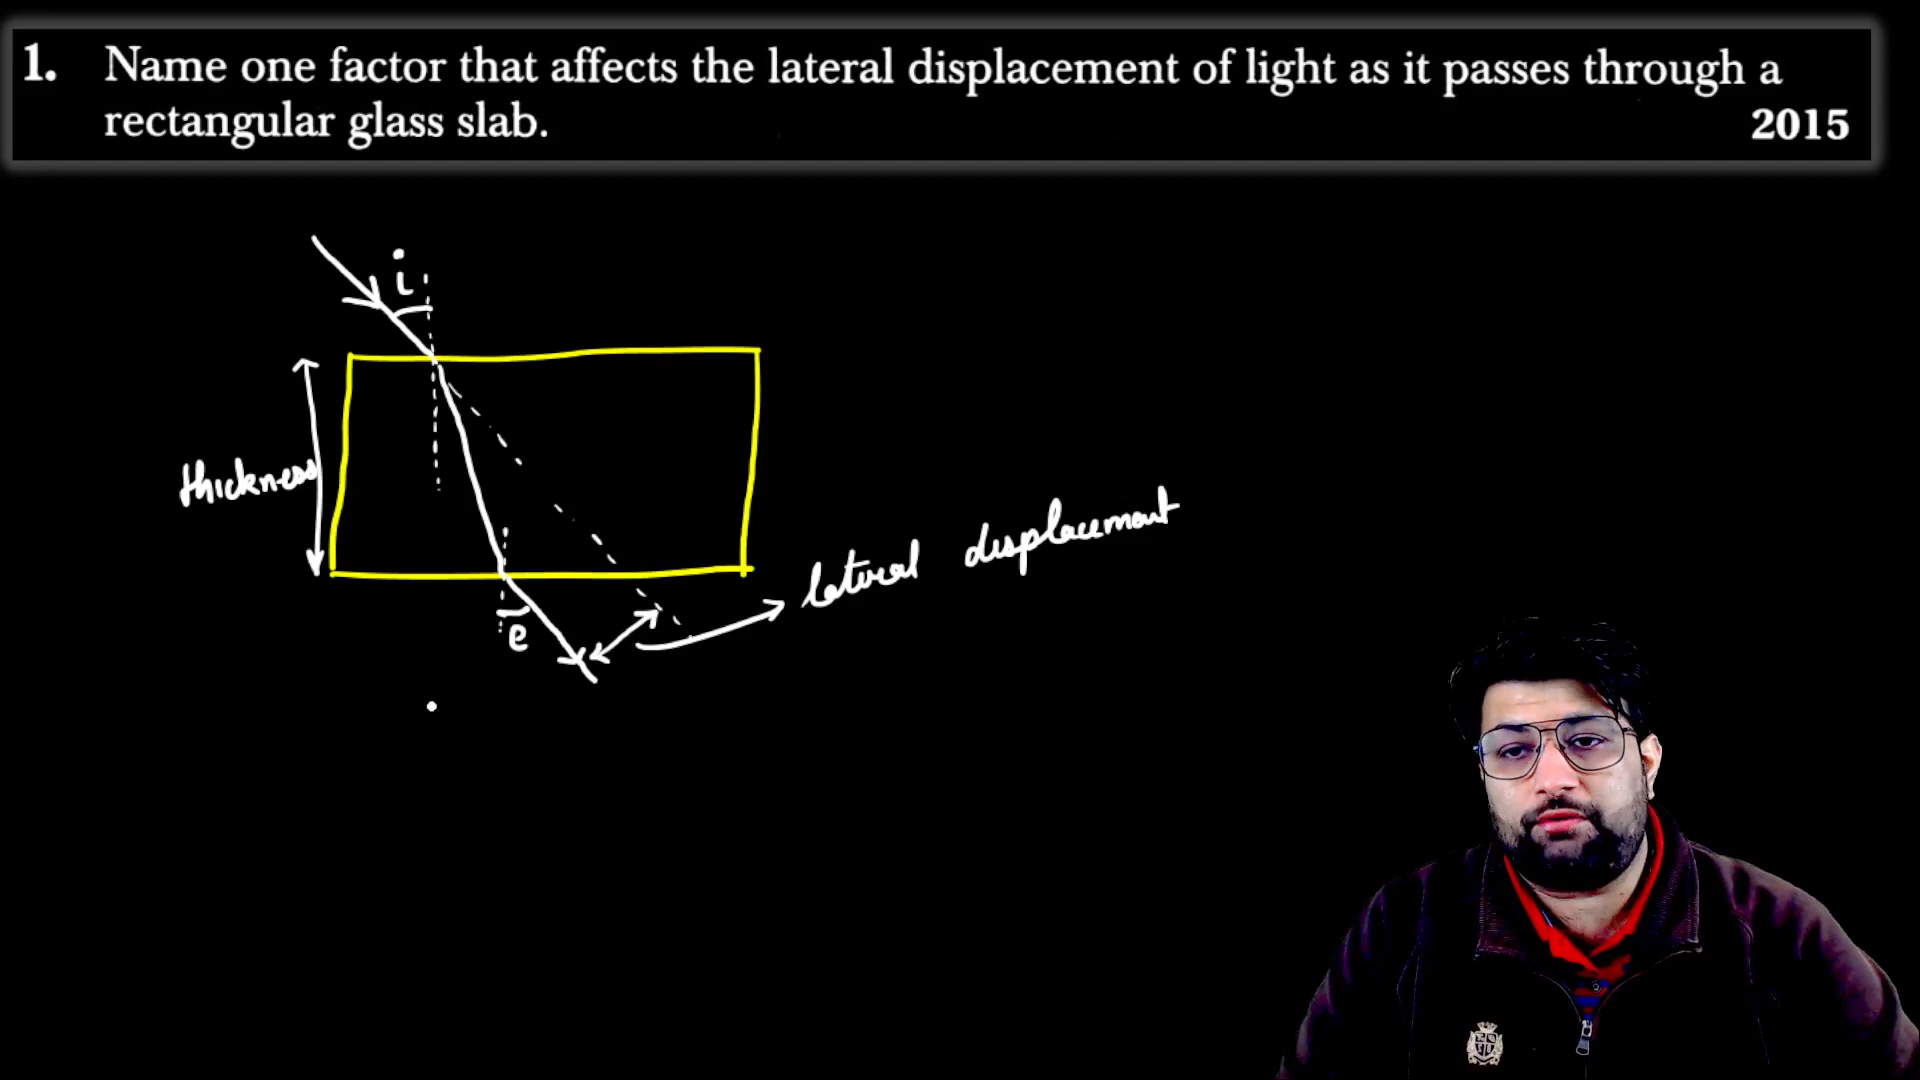 1. Name one factor that affects the lateral displacement of light as it passes through a
rectangular glass slab. 2015
i
thickness
lateral displacement
e